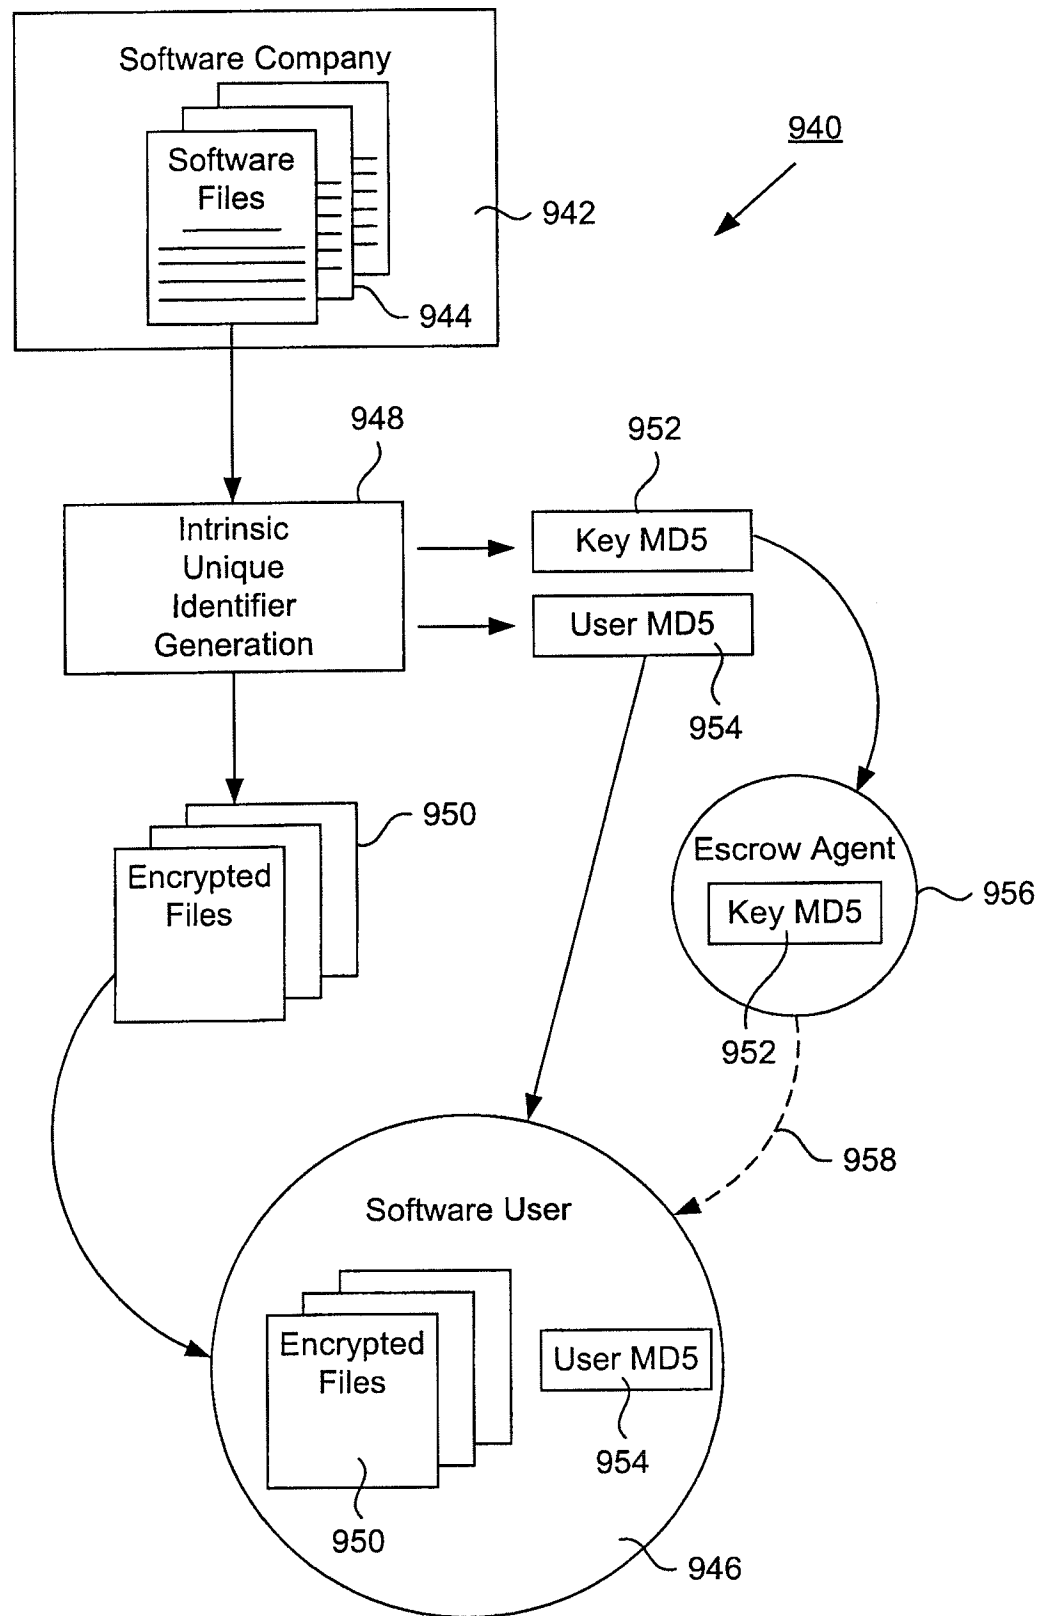 Software Company
940
Software
Files
942
944
948
952
Intrinsic
Unique
Identifier
Generation
Key MD5
User MD5
954
950
Encrypted
Files
Escrow Agent
Key MD5
956
952
958
Software User
Encrypted
Files
User MD5
954
950
946